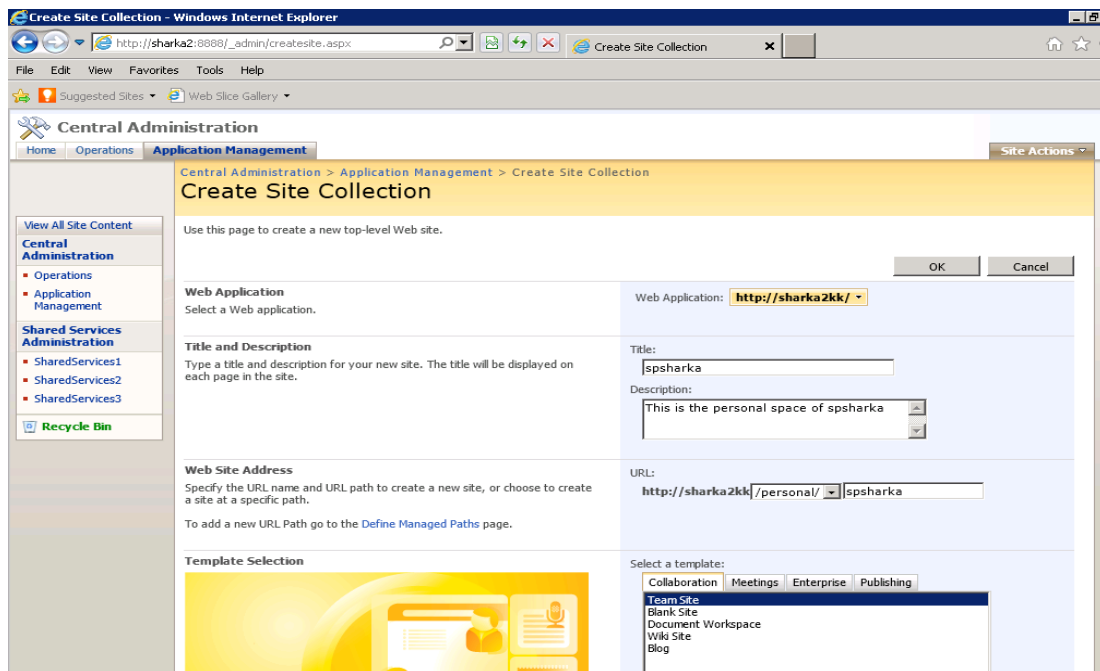 Create Site Collection - Windows Internet Explorer
http://sharka2:8888/_admin/createsite.aspx
Create Site Collection
File Edit View Favorites Tools Help
Suggested Sites Web Slice Gallery
Central Administration
Home Operations Application Management
Site Actions
Central Administration > Application Management > Create Site Collection
Create Site Collection
View All Site Content
Central
Administration
Operations
Application
Management
Shared Services
Administration
SharedServices1
SharedServices2
SharedServices3
Recycle Bin
Use this page to create a new top-level Web site.
OK Cancel
Web Application
Select a Web application.
Web Application: http://sharka2kk/
Title and Description
Type a title and description for your new site. The title will be displayed on
each page in the site.
Title:
spsharka
Description:
This is the personal space of spsharka
Web Site Address
Specify the URL name and URL path to create a new site, or choose to create
a site at a specific path.
To add a new URL Path go to the Define Managed Paths page.
URL:
http://sharka2kk /personal/ spsharka
Template Selection
Select a template:
Collaboration Meetings Enterprise Publishing
Team Site
Blank Site
Document Workspace
Wiki Site
Blog